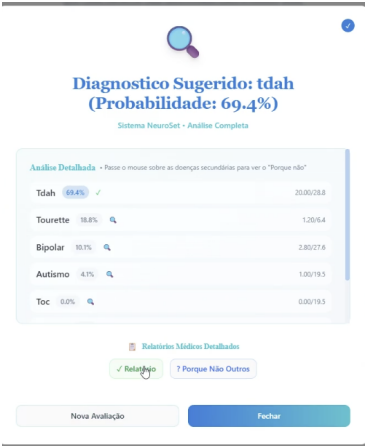 Diagnostico Sugerido: tdah
(Probabilidade: 69.4%)
Sistema NeuroSet • Análise Completa
Análise Detalhada • Passe o mouse sobre as doenças secundárias para ver o "Porque não"
Tdah 69.4% ✓ 20.00/28.8
Tourette 18.8% 1.20/6.4
Bipolar 10.1% 2.80/27.6
Autismo 4.1% 1.00/19.5
Toc 0.0% 0.00/19.5
Relatórios Médicos Detalhados
✓ Relatório ? Porque Não Outros
Nova Avaliação Fechar